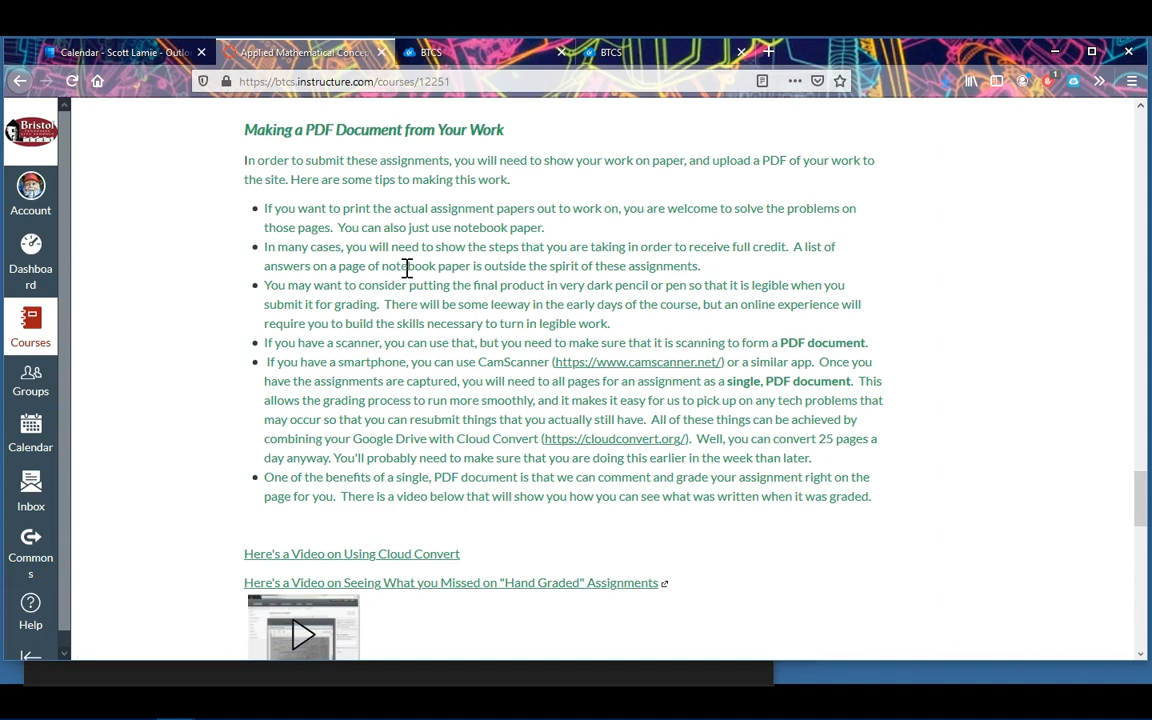 Calendar - Scott Lamie - Outlo
Applied Mathematical Concep
BTCS
BTCS
https://btcs.instructure.com/courses/12251
1
Bristol
Making a PDF Document from Your Work
In order to submit these assignments, you will need to show your work on paper, and upload a PDF of your work to
the site. Here are some tips to making this work.
If you want to print the actual assignment papers out to work on, you are welcome to solve the problems on
those pages. You can also just use notebook paper.
In many cases, you will need to show the steps that you are taking in order to receive full credit. A list of
answers on a page of notebook paper is outside the spirit of these assignments.
You may want to consider putting the final product in very dark pencil or pen so that it is legible when you
submit it for grading. There will be some leeway in the early days of the course, but an online experience will
require you to build the skills necessary to turn in legible work.
If you have a scanner, you can use that, but you need to make sure that it is scanning to form a PDF document.
If you have a smartphone, you can use CamScanner (https://www.camscanner.net/) or a similar app. Once you
have the assignments are captured, you will need to all pages for an assignment as a single, PDF document. This
allows the grading process to run more smoothly, and it makes it easy for us to pick up on any tech problems that
may occur so that you can resubmit things that you actually still have. All of these things can be achieved by
combining your Google Drive with Cloud Convert (https://cloudconvert.org/). Well, you can convert 25 pages a
day anyway. You'll probably need to make sure that you are doing this earlier in the week than later.
One of the benefits of a single, PDF document is that we can comment and grade your assignment right on the
page for you. There is a video below that will show you how you can see what was written when it was graded.
Here's a Video on Using Cloud Convert
Here's a Video on Seeing What you Missed on "Hand Graded" Assignments
Account
Dashboa
rd
Courses
Groups
Calendar
Inbox
Common
s
Help